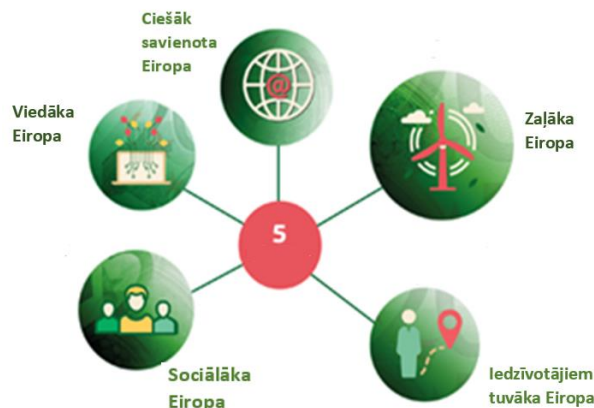 Ciešāk
savienota
Eiropa
Viedāka
Eiropa
@
Zaļāka
Eiropa
5
Sociālāka
Eiropa
Iedzīvotājiem
tuvāka Eiropa